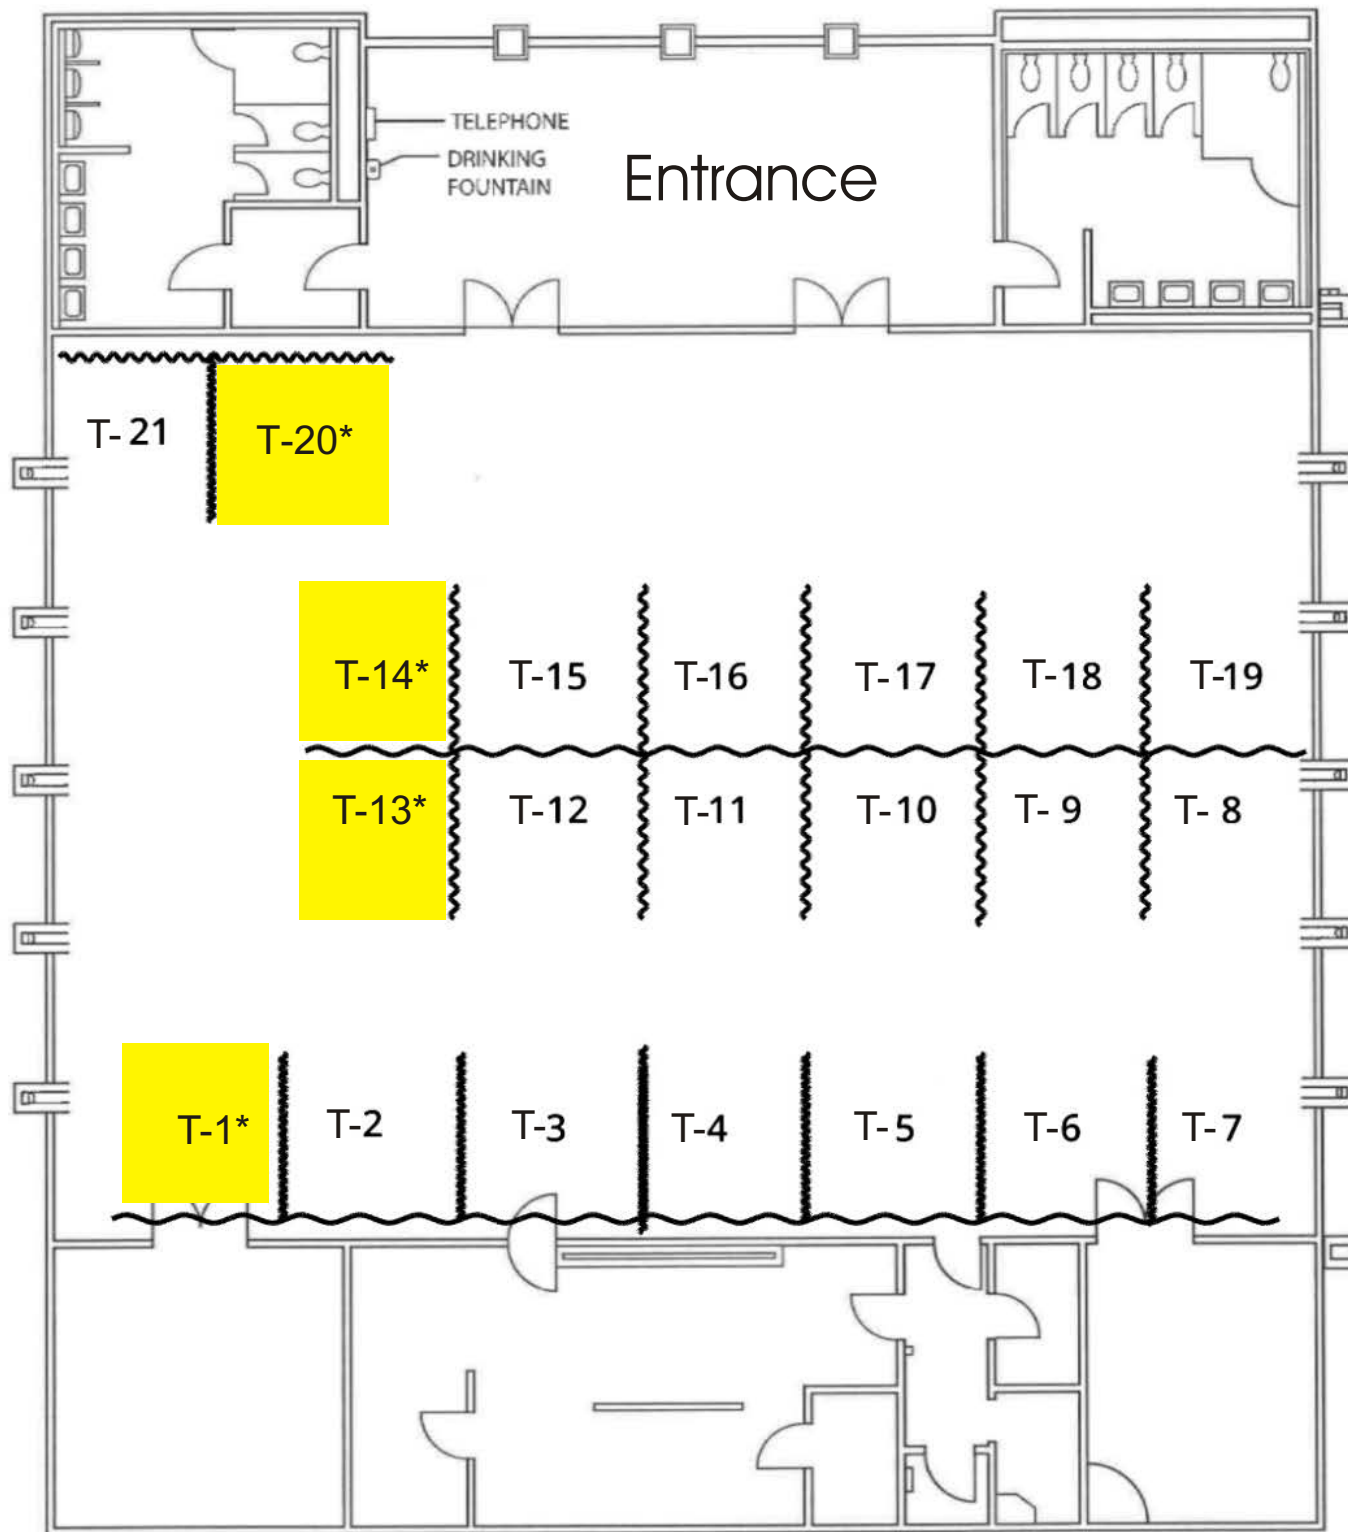 TELEPHONE
DRINKING
FOUNTAIN
Entrance
T- 21
T-20*
T-14*
T-15
T-16
T-17
T-18
T-19
T-13*
T-12
T-11
T-10
T- 9
T- 8
T-1*
T-2
T-3
T-4
T-5
T-6
T-7